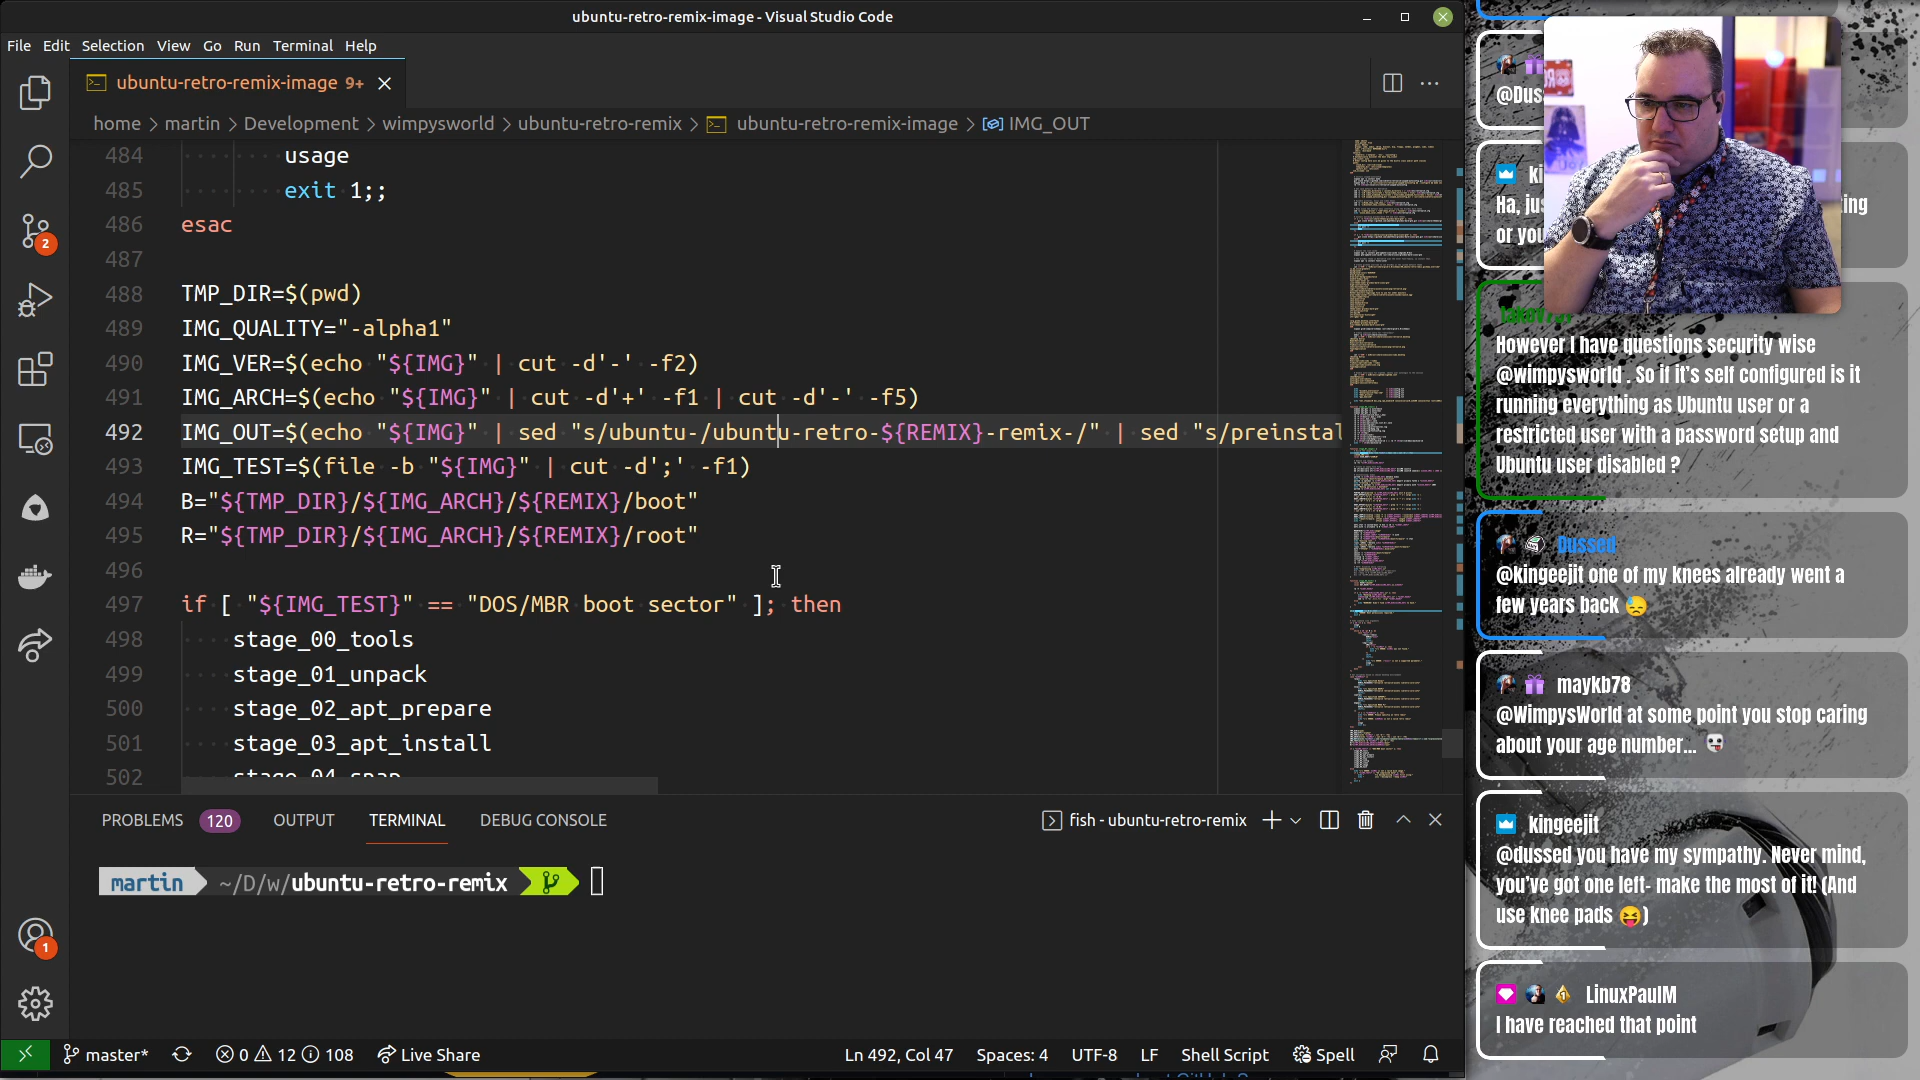 ubuntu-retro-remix-image - Visual Studio Code
File Edit Selection View Go Run Terminal Help
ubuntu-retro-remix-image 9+
home > martin > Development > wimpysworld > ubuntu-retro-remix > ubuntu-retro-remix-image > IMG_OUT
484 usage
485 exit 1;;
486 esac
487
488 TMP_DIR=$(pwd)
489 IMG_QUALITY="-alpha1"
490 IMG_VER=$(echo "${IMG}" | cut -d'-' -f2)
491 IMG_ARCH=$(echo "${IMG}" | cut -d'+' -f1 | cut -d'-' -f5)
492 IMG_OUT=$(echo "${IMG}" | sed "s/ubuntu-/ubuntu-retro-${REMIX}-remix-/" | sed "s/preinstal
493 IMG_TEST=$(file -b "${IMG}" | cut -d';' -f1)
494 B="${TMP_DIR}/${IMG_ARCH}/${REMIX}/boot"
495 R="${TMP_DIR}/${IMG_ARCH}/${REMIX}/root"
496
497 if [ "${IMG_TEST}" == "DOS/MBR boot sector" ]; then
498 stage_00_tools
499 stage_01_unpack
500 stage_02_apt_prepare
501 stage_03_apt_install
502 stage_04_snap
2
1
PROBLEMS 120 OUTPUT TERMINAL DEBUG CONSOLE
fish - ubuntu-retro-remix
martin ~/D/w/ubuntu-retro-remix
master* 0 12 108 Live Share
Ln 492, Col 47 Spaces: 4 UTF-8 LF Shell Script Spell
@Dus
ki
Ha, jus
ing
or you
However I have questions security wise
@wimpysworld . So if it's self configured is it
running everything as Ubuntu user or a
restricted user with a password setup and
Ubuntu user disabled ?
Dussed
@kingeejit one of my knees already went a
few years back
maykb78
@WimpysWorld at some point you stop caring
about your age number...
kingeejit
@dussed you have my sympathy. Never mind,
you've got one left- make the most of it! (And
use knee pads )
LinuxPaulM
I have reached that point